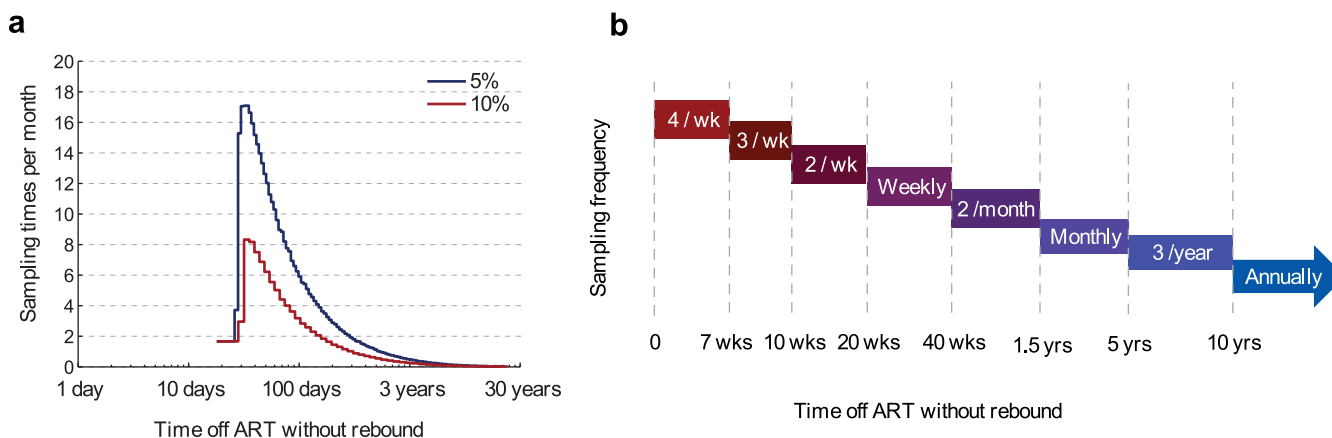 a
Sampling times per month
20
18
16
14
12
10
8
6
4
2
0
5%
10%
1 day
10 days
100 days
3 years
30 years
Time off ART without rebound
b
Sampling frequency
4 / wk
3 / wk
2 / wk
Weekly
2 /month
Monthly
3 /year
Annually
0
7 wks
10 wks
20 wks
40 wks
1.5 yrs
5 yrs
10 yrs
Time off ART without rebound